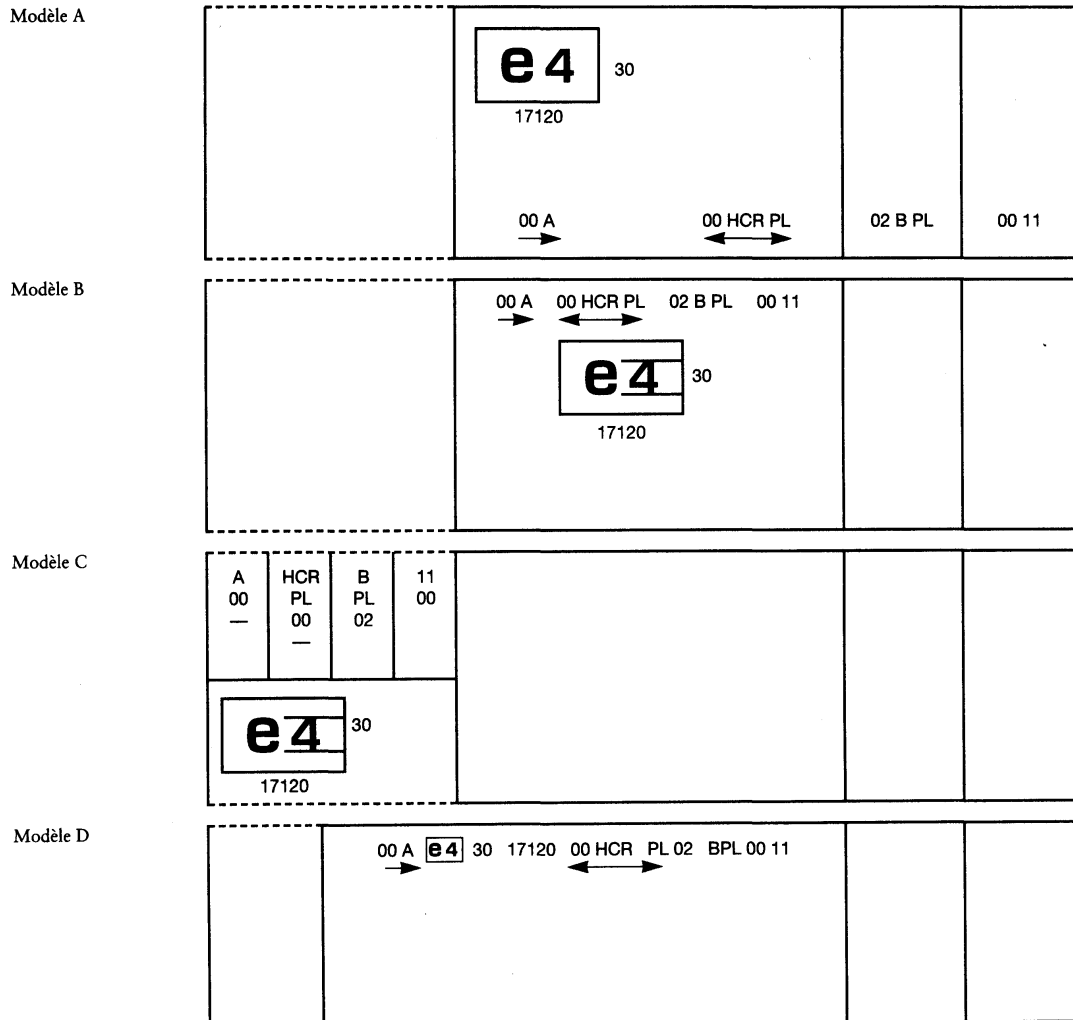 Modèle A
e4 30
17120
00 A 00 HCR PL 02 B PL 00 11
Modèle B
00 A 00 HCR PL 02 B PL 00 11
e4 30
17120
Modèle C
A HCR B 11
00 PL PL 00
— 00 02
—
e4 30
17120
Modèle D
00 A e4 30 17120 00 HCR PL 02 BPL 00 11